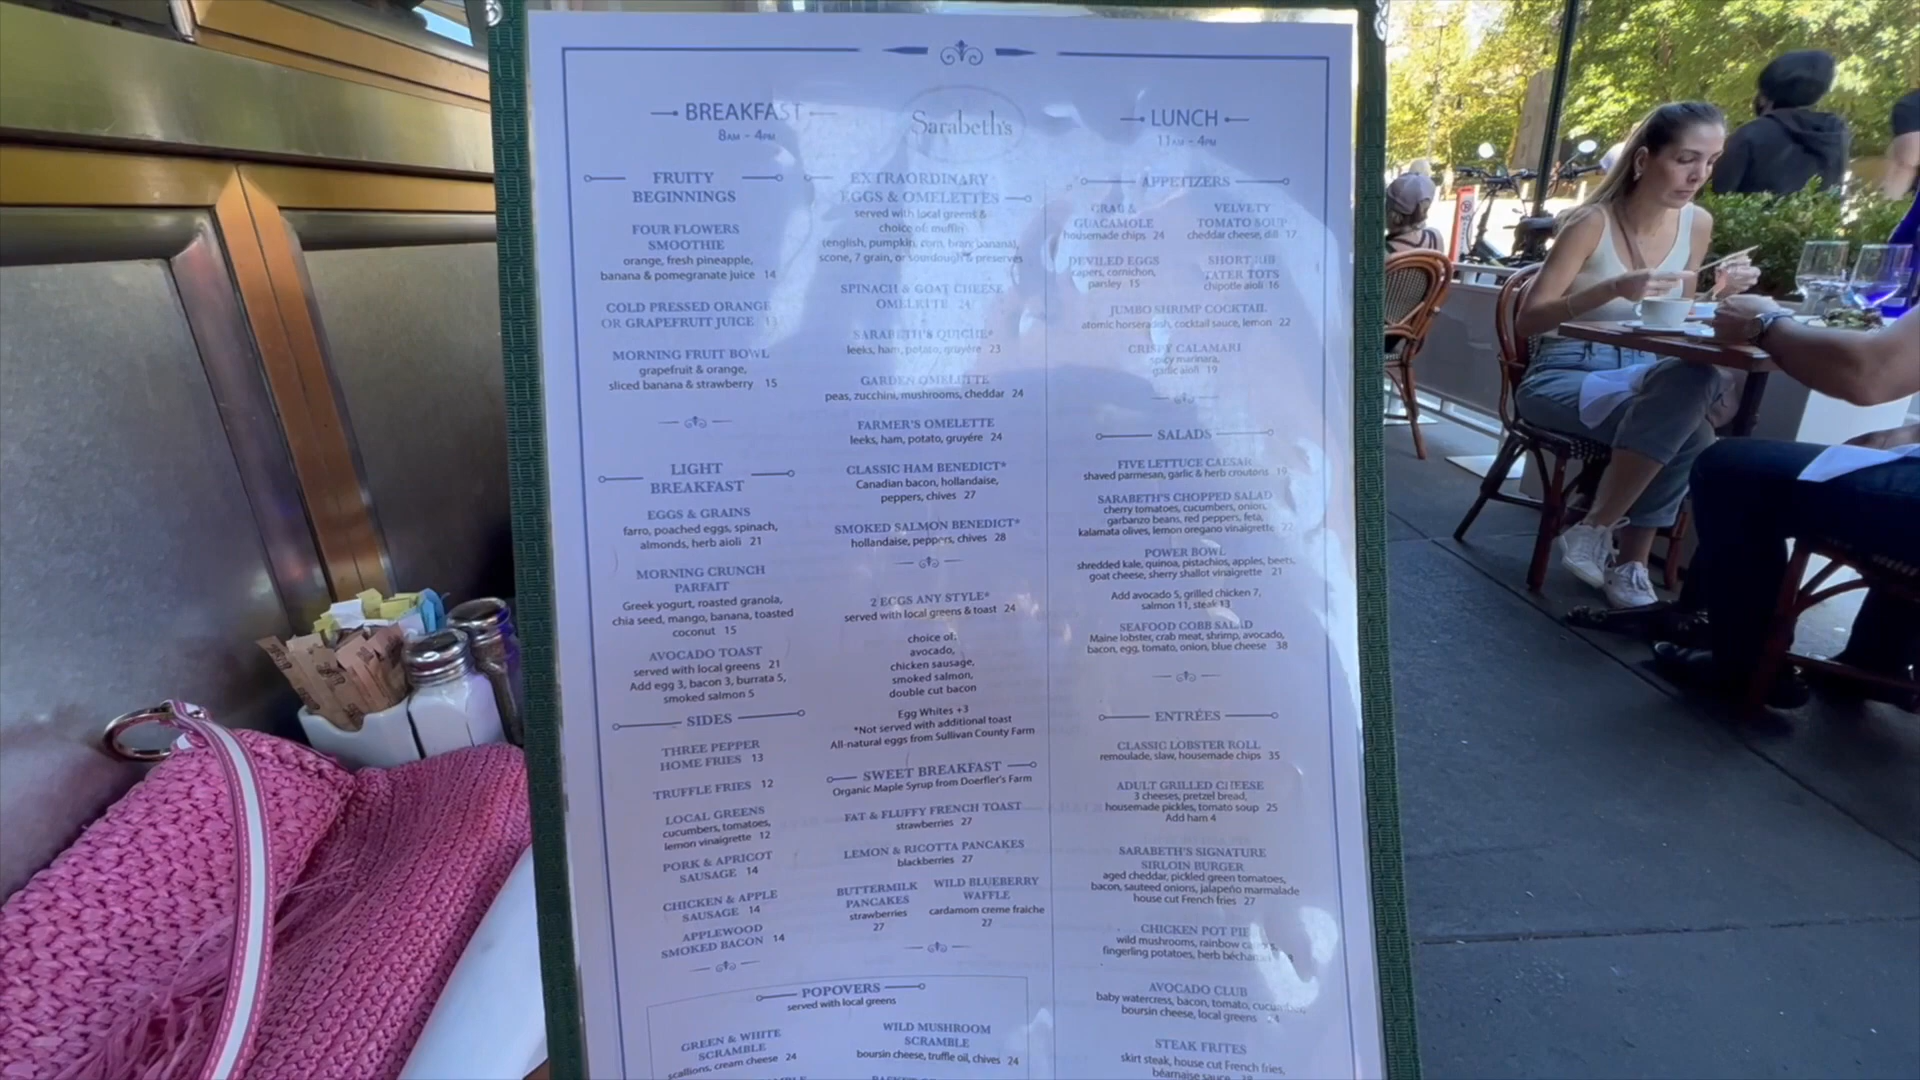 BREAKFAST
8AM - 4PM
Sarabeth's
LUNCH
11AM - 4PM
FRUITY
BEGINNINGS
FOUR FLOWERS
SMOOTHIE
orange, fresh pineapple,
banana & pomegranate juice 14
COLD PRESSED ORANGE
OR GRAPEFRUIT JUICE
MORNING FRUIT BOWL
grapefruit & orange,
sliced banana & strawberry 15
LIGHT
BREAKFAST
EGGS & GRAINS
farro, poached eggs, spinach,
almonds, herb aioli 21
MORNING CRUNCH
PARFAIT
Greek yogurt, roasted granola,
chia seed, mango, banana, toasted
coconut 15
AVOCADO TOAST
served with local greens 21
Add egg 3, bacon 3, burrata 5,
smoked salmon 5
SIDES
THREE PEPPER
HOME FRIES 13
TRUFFLE FRIES 12
LOCAL GREENS
cucumbers, tomatoes,
lemon vinaigrette 12
PORK & APRICOT
SAUSAGE 14
CHICKEN & APPLE
SAUSAGE 14
APPLEWOOD
SMOKED BACON 14
EXTRAORDINARY
EGGS & OMELETTES
served with local greens &
choice of: muffin
(english, pumpkin, corn, bran, banana),
scone, 7 grain, or sourdough & preserves
SPINACH & GOAT CHEESE
OMELETTE 24
SARABETH'S QUICHE*
leeks, ham, potato, gruyére 23
GARDEN OMELETTE
peas, zucchini, mushrooms, cheddar 24
FARMER'S OMELETTE
leeks, ham, potato, gruyére 24
CLASSIC HAM BENEDICT*
Canadian bacon, hollandaise,
peppers, chives 27
SMOKED SALMON BENEDICT*
hollandaise, peppers, chives 28
2 EGGS ANY STYLE*
served with local greens & toast 24
choice of:
avocado,
chicken sausage,
smoked salmon,
double cut bacon
Egg Whites +3
*Not served with additional toast
All-natural eggs from Sullivan County Farm
SWEET BREAKFAST
Organic Maple Syrup from Doerfler's Farm
FAT & FLUFFY FRENCH TOAST
strawberries 27
LEMON & RICOTTA PANCAKES
blackberries 27
BUTTERMILK
PANCAKES
strawberries
27
WILD BLUEBERRY
WAFFLE
cardamom creme fraiche
27
POPOVERS
served with local greens
GREEN & WHITE
SCRAMBLE
scallions, cream cheese 24
WILD MUSHROOM
SCRAMBLE
boursin cheese, truffle oil, chives 24
APPETIZERS
CRAB &
GUACAMOLE
housemade chips 24
VELVETY
TOMATO SOUP
cheddar cheese, dill 17
DEVILED EGGS
capers, cornichon,
parsley 15
SHORT RIB
TATER TOTS
chipotle aioli 16
JUMBO SHRIMP COCKTAIL
atomic horseradish, cocktail sauce, lemon 22
CRISPY CALAMARI
spicy marinara,
garlic aioli 19
SALADS
FIVE LETTUCE CAESAR
shaved parmesan, garlic & herb croutons 19
SARABETH'S CHOPPED SALAD
cherry tomatoes, cucumbers, onion,
garbanzo beans, red peppers, feta,
kalamata olives, lemon oregano vinaigrette 22
POWER BOWL
shredded kale, quinoa, pistachios, apples, beets,
goat cheese, sherry shallot vinaigrette 21
Add avocado 5, grilled chicken 7,
salmon 11, steak 13
SEAFOOD COBB SALAD
Maine lobster, crab meat, shrimp, avocado,
bacon, egg, tomato, onion, blue cheese 38
ENTRÉES
CLASSIC LOBSTER ROLL
remoulade, slaw, housemade chips 35
ADULT GRILLED CHEESE
3 cheeses, pretzel bread,
housemade pickles, tomato soup 25
Add ham 4
SARABETH'S SIGNATURE
SIRLOIN BURGER
aged cheddar, pickled green tomatoes,
bacon, sauteed onions, jalapeño marmalade
house cut French fries 27
CHICKEN POT PIE
wild mushrooms, rainbow
fingerling potatoes, herb
AVOCADO CLUB
baby watercress, bacon, tomato,
boursin cheese, local greens
STEAK FRITES
skirt steak, house cut French fries,
béarnaise sauce